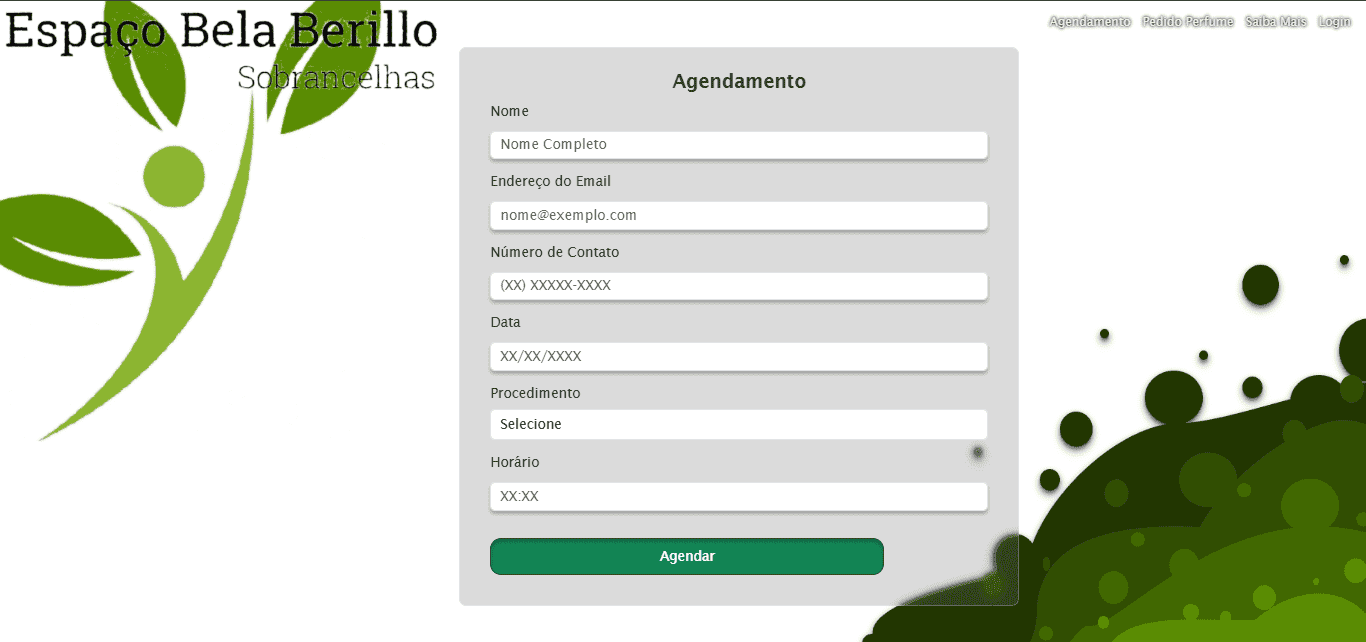 Espaço Bela Berillo
Sobrancelhas
Agendamento Pedido Perfume Saiba Mais Login
Agendamento
Nome
Nome Completo
Endereço do Email
nome@exemplo.com
Número de Contato
(XX) XXXXX-XXXX
Data
XX/XX/XXXX
Procedimento
Selecione
Horário
XX:XX
Agendar